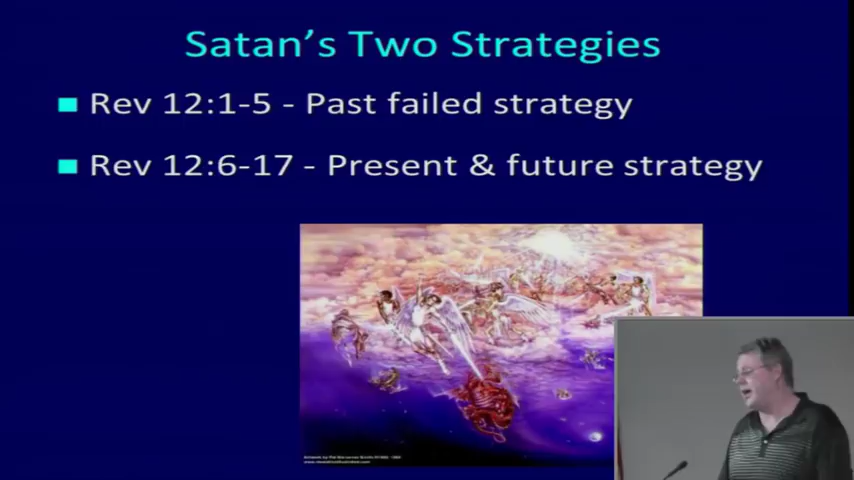 Satan's Two Strategies
Rev 12:1-5 - Past failed strategy
Rev 12:6-17 - Present & future strategy